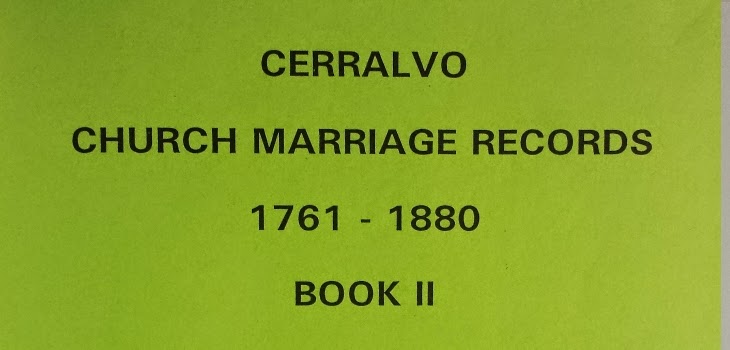 CERRALVO
CHURCH MARRIAGE RECORDS
1761 - 1880
BOOK II